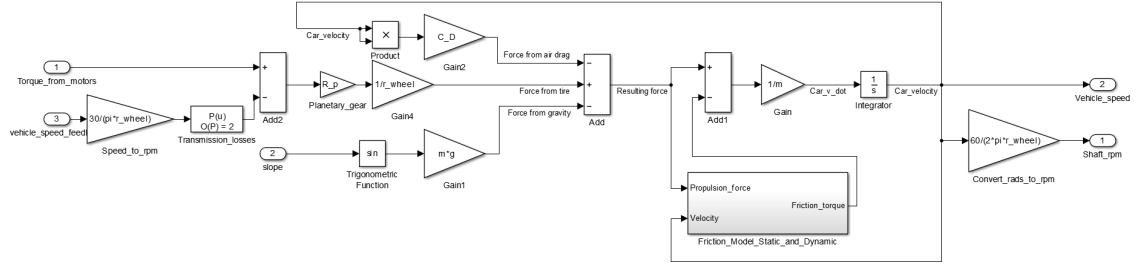 Car_velocity
×
Product
C_D
Gain2
Force from air drag
1
Torque_from_motors
+
−
Add2
R_p
Planetary_gear
1/r_wheel
Gain4
Force from tire
−
+
−
Add
Force from gravity
Resulting force
+
−
Add1
1/m
Gain
Car_v_dot
1
s
Integrator
Car_velocity
2
Vehicle_speed
3
vehicle_speed_feed
30/(pi*r_wheel)
Speed_to_rpm
P(u)
O(P) = 2
Transmission_losses
2
slope
sin
Trigonometric
Function
m*g
Gain1
60/(2*pi*r_wheel)
Convert_rads_to_rpm
1
Shaft_rpm
Propulsion_force
Velocity
Friction_torque
Friction_Model_Static_and_Dynamic